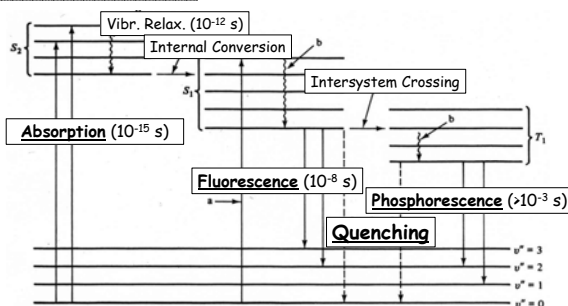 Vibr. Relax. (10-12 s)
Internal Conversion
b
S2
S1
Intersystem Crossing
b
T1
Absorption (10-15 s)
Fluorescence (10-8 s)
a
Phosphorescence (>10-3 s)
Quenching
v″ = 3
v″ = 2
v″ = 1
v″ = 0